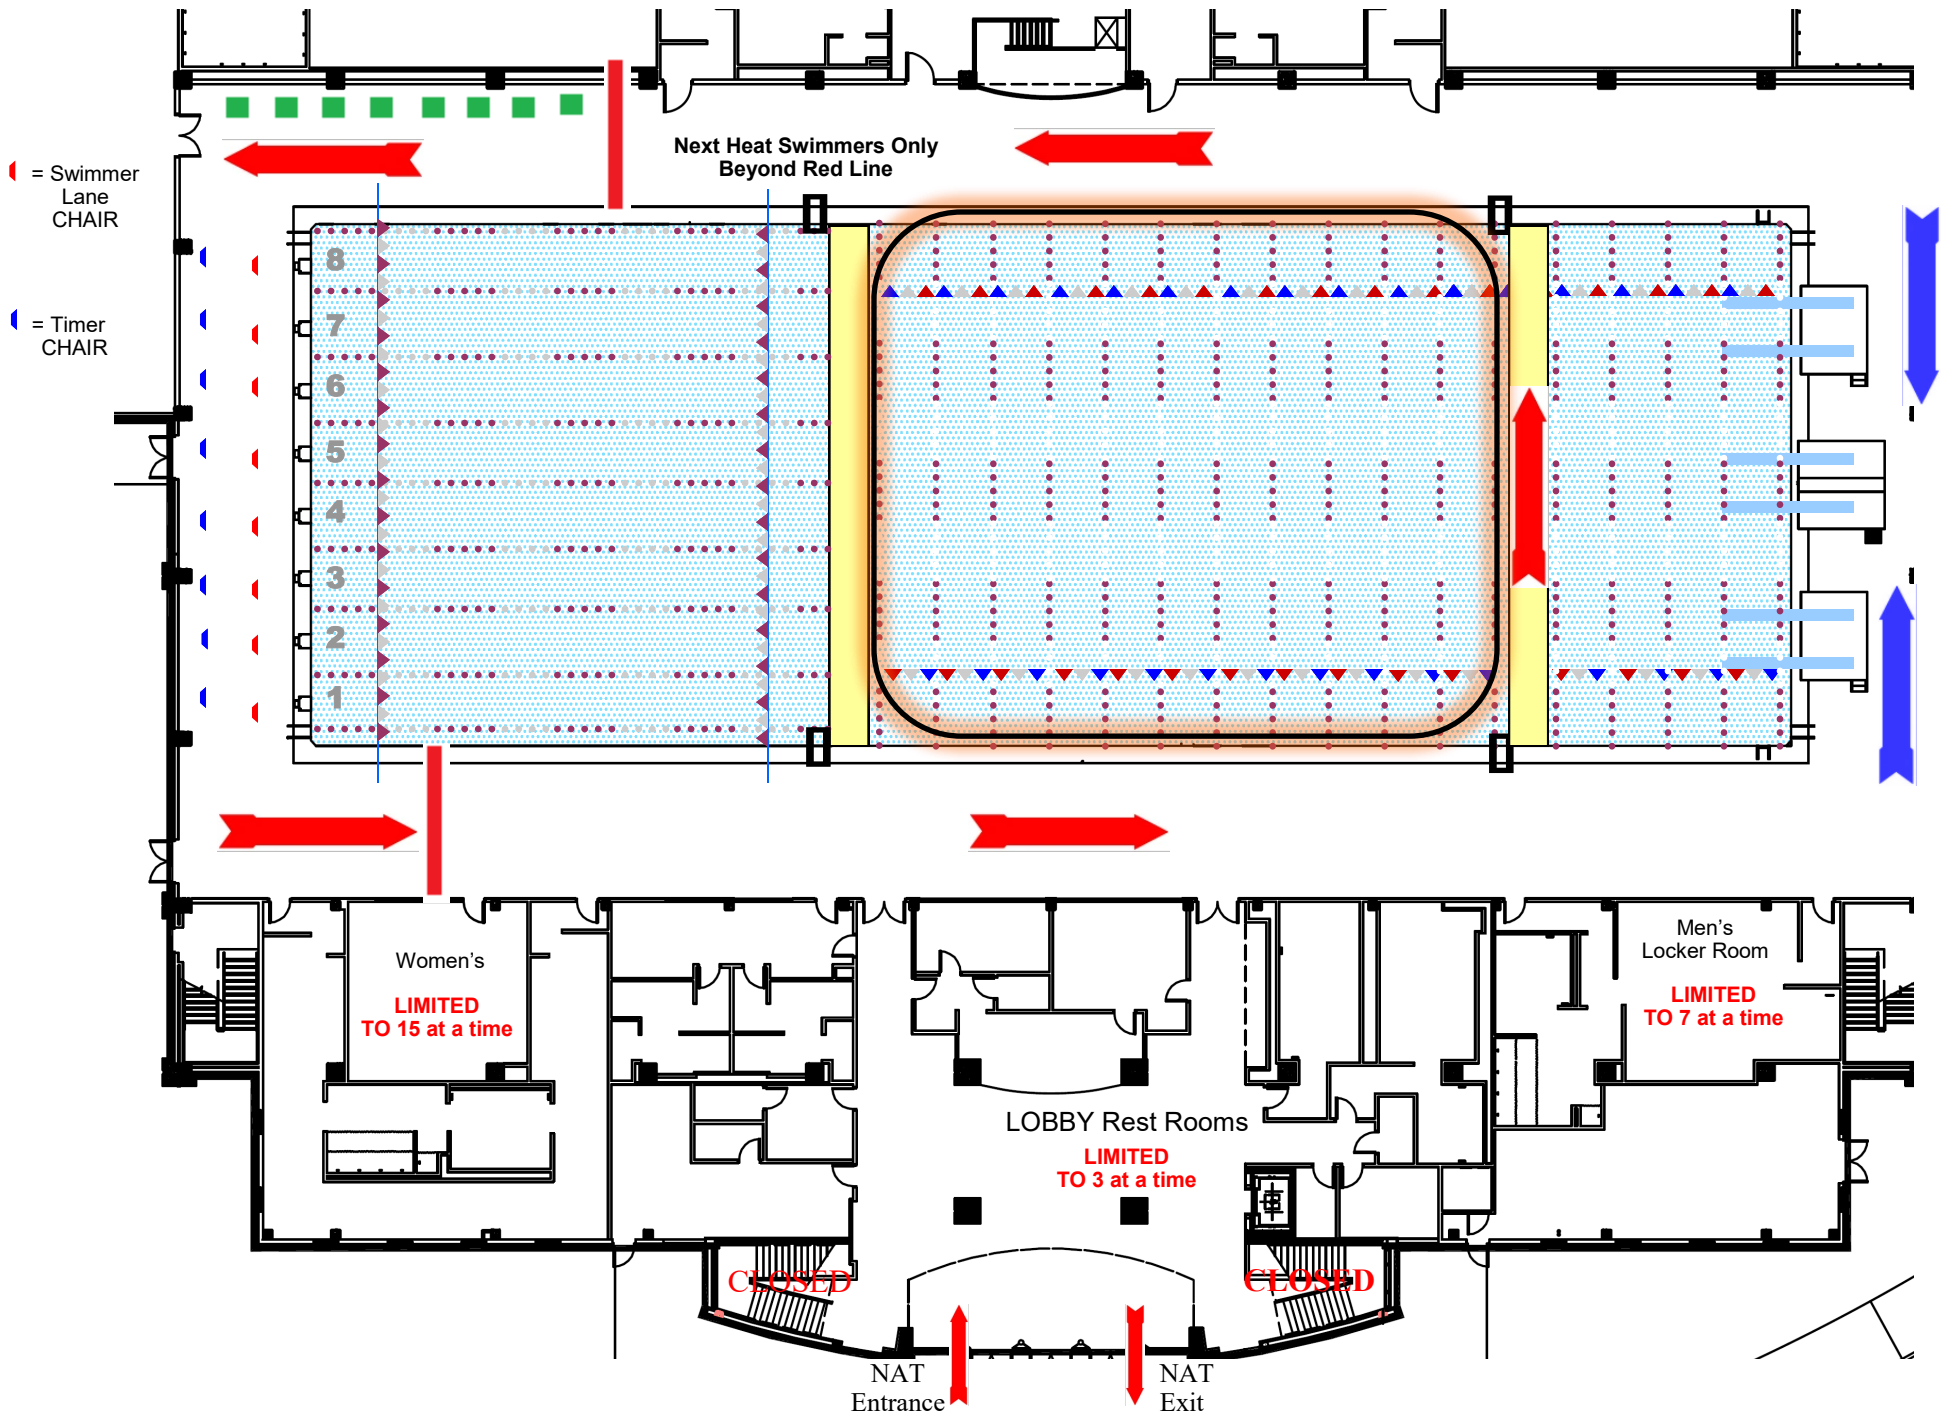 Next Heat Swimmers Only
Beyond Red Line
= Swimmer
Lane
CHAIR
= Timer
CHAIR
8
7
6
5
4
3
2
1
Women's
LIMITED
TO 15 at a time
Men's
Locker Room
LIMITED
TO 7 at a time
LOBBY Rest Rooms
LIMITED
TO 3 at a time
CLOSED
CLOSED
NAT
Entrance
NAT
Exit